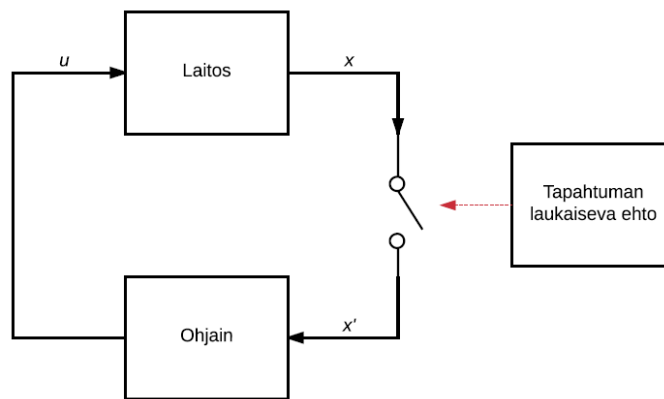 u
Laitos
x
Tapahtuman
laukaiseva ehto
Ohjain
x'